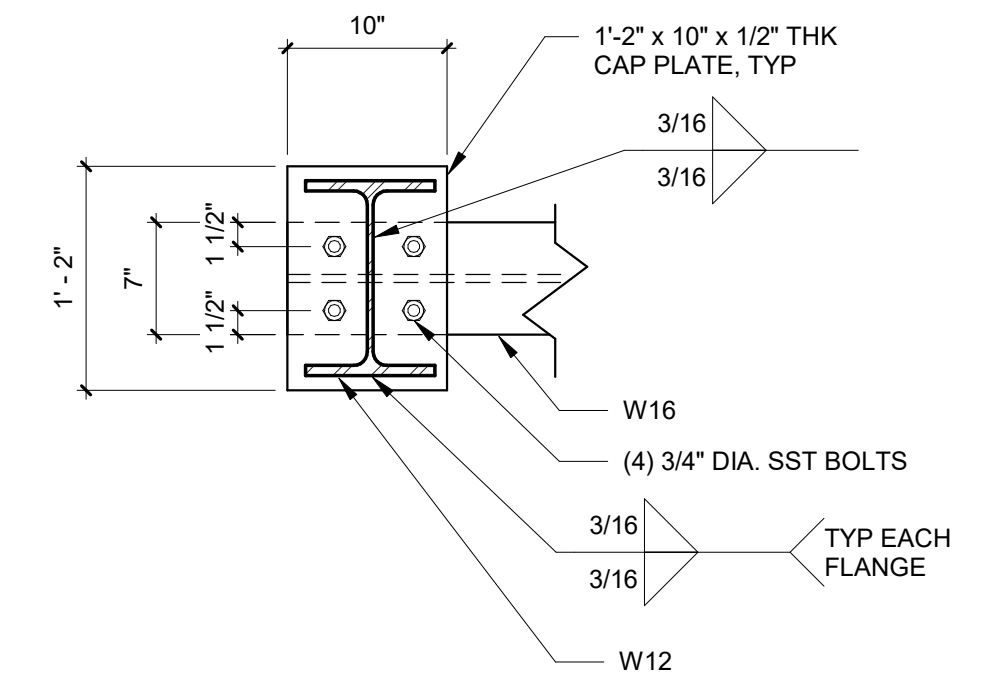 10"
1'-2" x 10" x 1/2" THK
CAP PLATE, TYP
3/16
3/16
1' - 2"
7"
1 1/2"
1 1/2"
W16
(4) 3/4" DIA. SST BOLTS
3/16
3/16
TYP EACH
FLANGE
W12